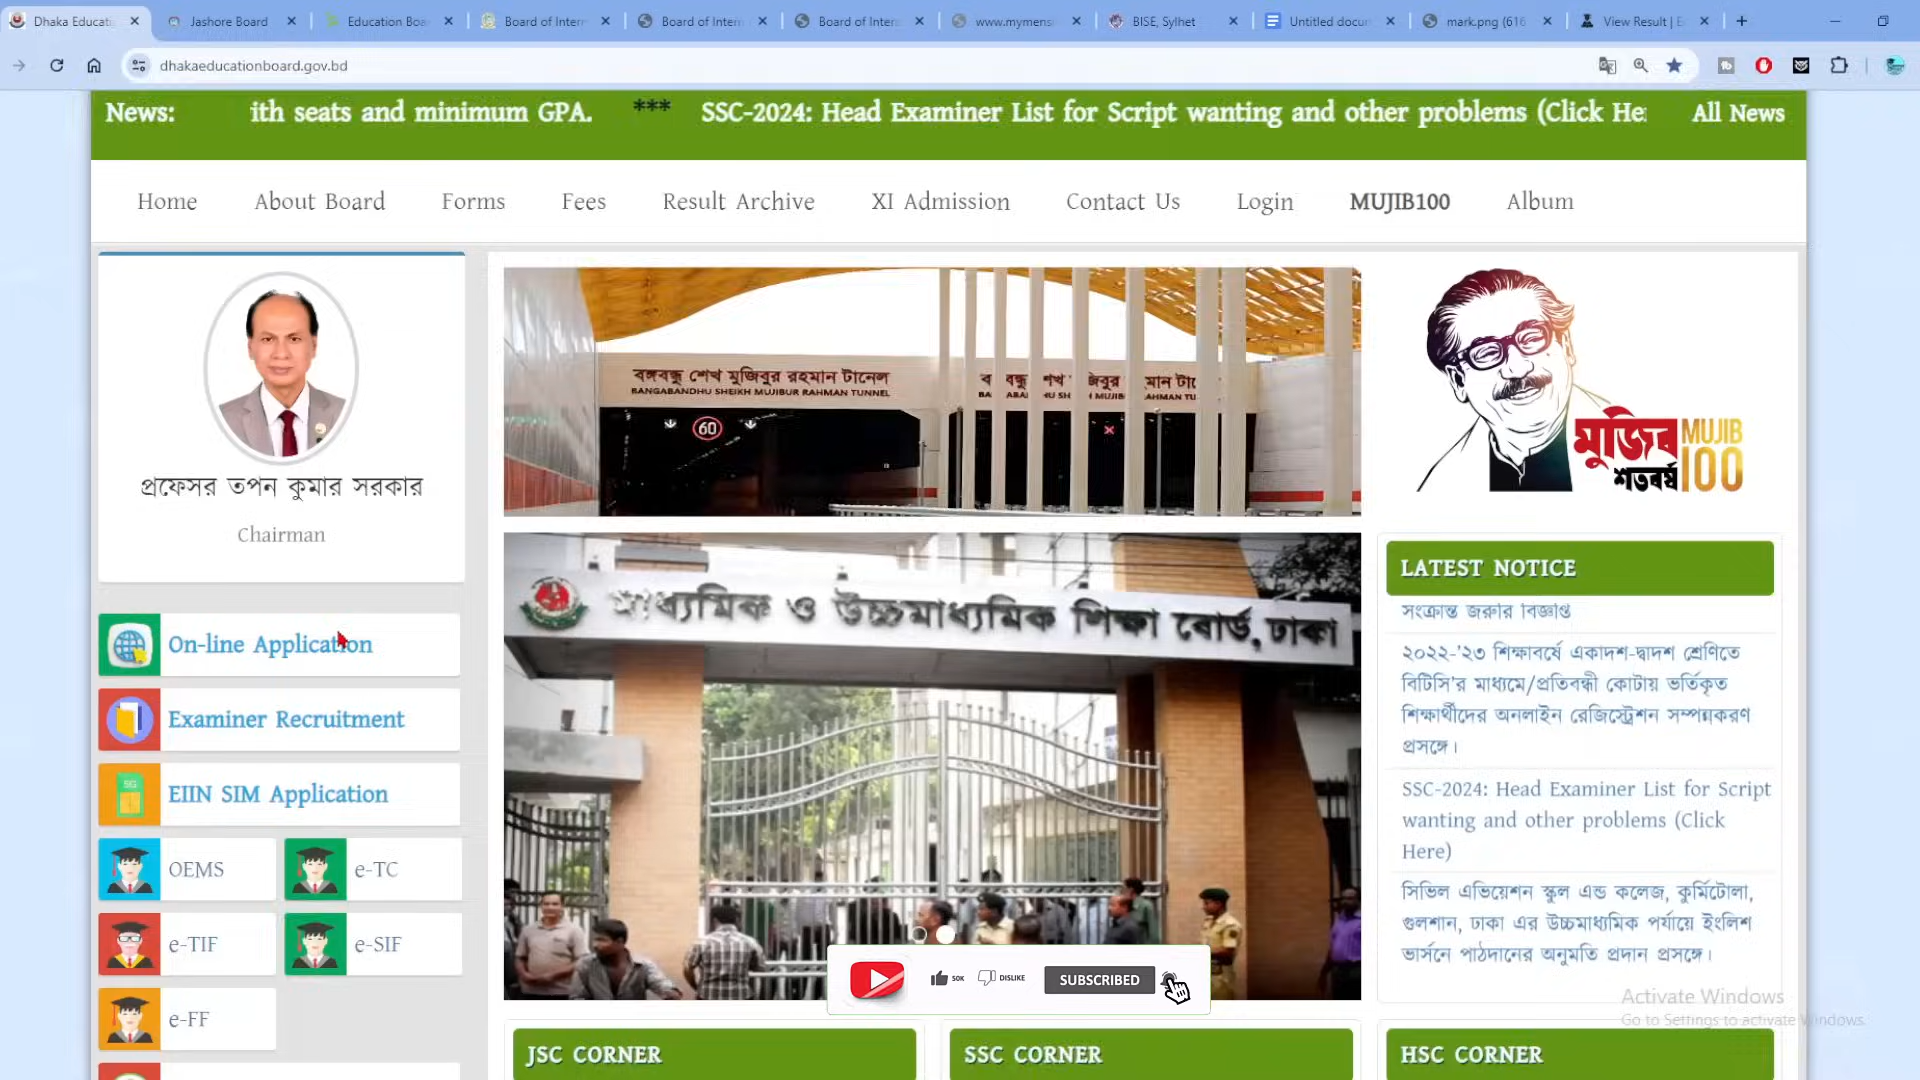 Dhaka Educati
Jashore Board
Education Boa
Board of Intern
Board of Intern
Board of Inter
www.mymens
BISE, Sylhet
Untitled docum
mark.png (616
View Result | E
dhakaeducationboard.gov.bd
News: ith seats and minimum GPA. *** SSC-2024: Head Examiner List for Script wanting and other problems (Click He All News
Home About Board Forms Fees Result Archive XI Admission Contact Us Login MUJIB100 Album
প্রফেসর তপন কুমার সরকার
Chairman
On-line Application
Examiner Recruitment
EIIN SIM Application
5G
OEMS e-TC
e-TIF e-SIF
e-FF
বঙ্গবন্ধু শেখ মুজিবুর রহমান টানেল
BANGABANDHU SHEIKH MUJIBUR RAHMAN TUNNEL
60
মাধ্যমিক ও উচ্চমাধ্যমিক শিক্ষা বোর্ড, ঢাকা
50K DISLIKE SUBSCRIBED
মুজিব MUJIB
শতবর্ষ 100
LATEST NOTICE
সংক্রান্ত জরুরি বিজ্ঞপ্তি
২০২২-'২৩ শিক্ষাবর্ষে একাদশ-দ্বাদশ শ্রেণিতে
বিটিসি'র মাধ্যমে/প্রতিবন্ধী কোটায় ভর্তিকৃত
শিক্ষার্থীদের অনলাইন রেজিস্ট্রেশন সম্পন্নকরণ
প্রসঙ্গে।
SSC-2024: Head Examiner List for Script
wanting and other problems (Click
Here)
সিভিল এভিয়েশন স্কুল এন্ড কলেজ, কুর্মিটোলা,
গুলশান, ঢাকা এর উচ্চমাধ্যমিক পর্যায়ে ইংলিশ
ভার্সনে পাঠদানের অনুমতি প্রদান প্রসঙ্গে।
Activate Windows
Go to Settings to activate Windows.
JSC CORNER SSC CORNER HSC CORNER